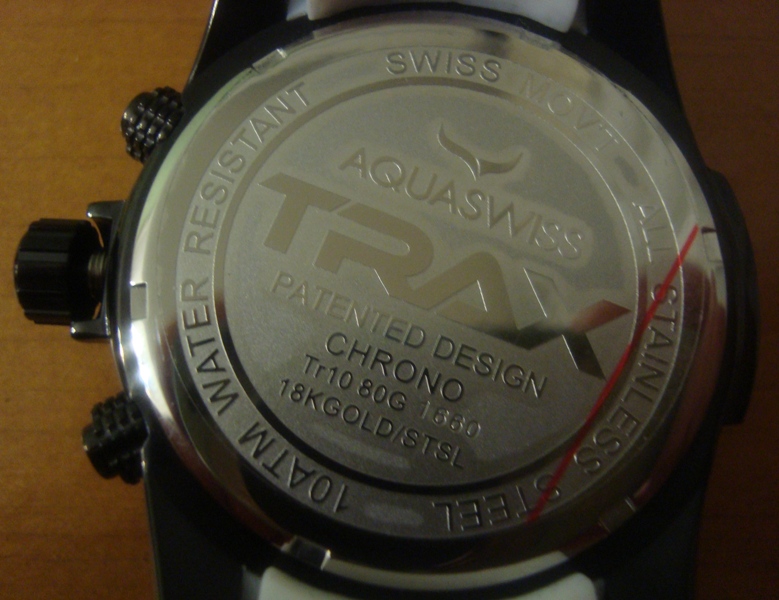 SWISS MOVT - ALL STAINLESS STEEL
10ATM WATER RESISTANT
AQUASWISS
TRAX
PATENTED DESIGN
CHRONO
Tr10 80G 1660
18KGOLD/STSL